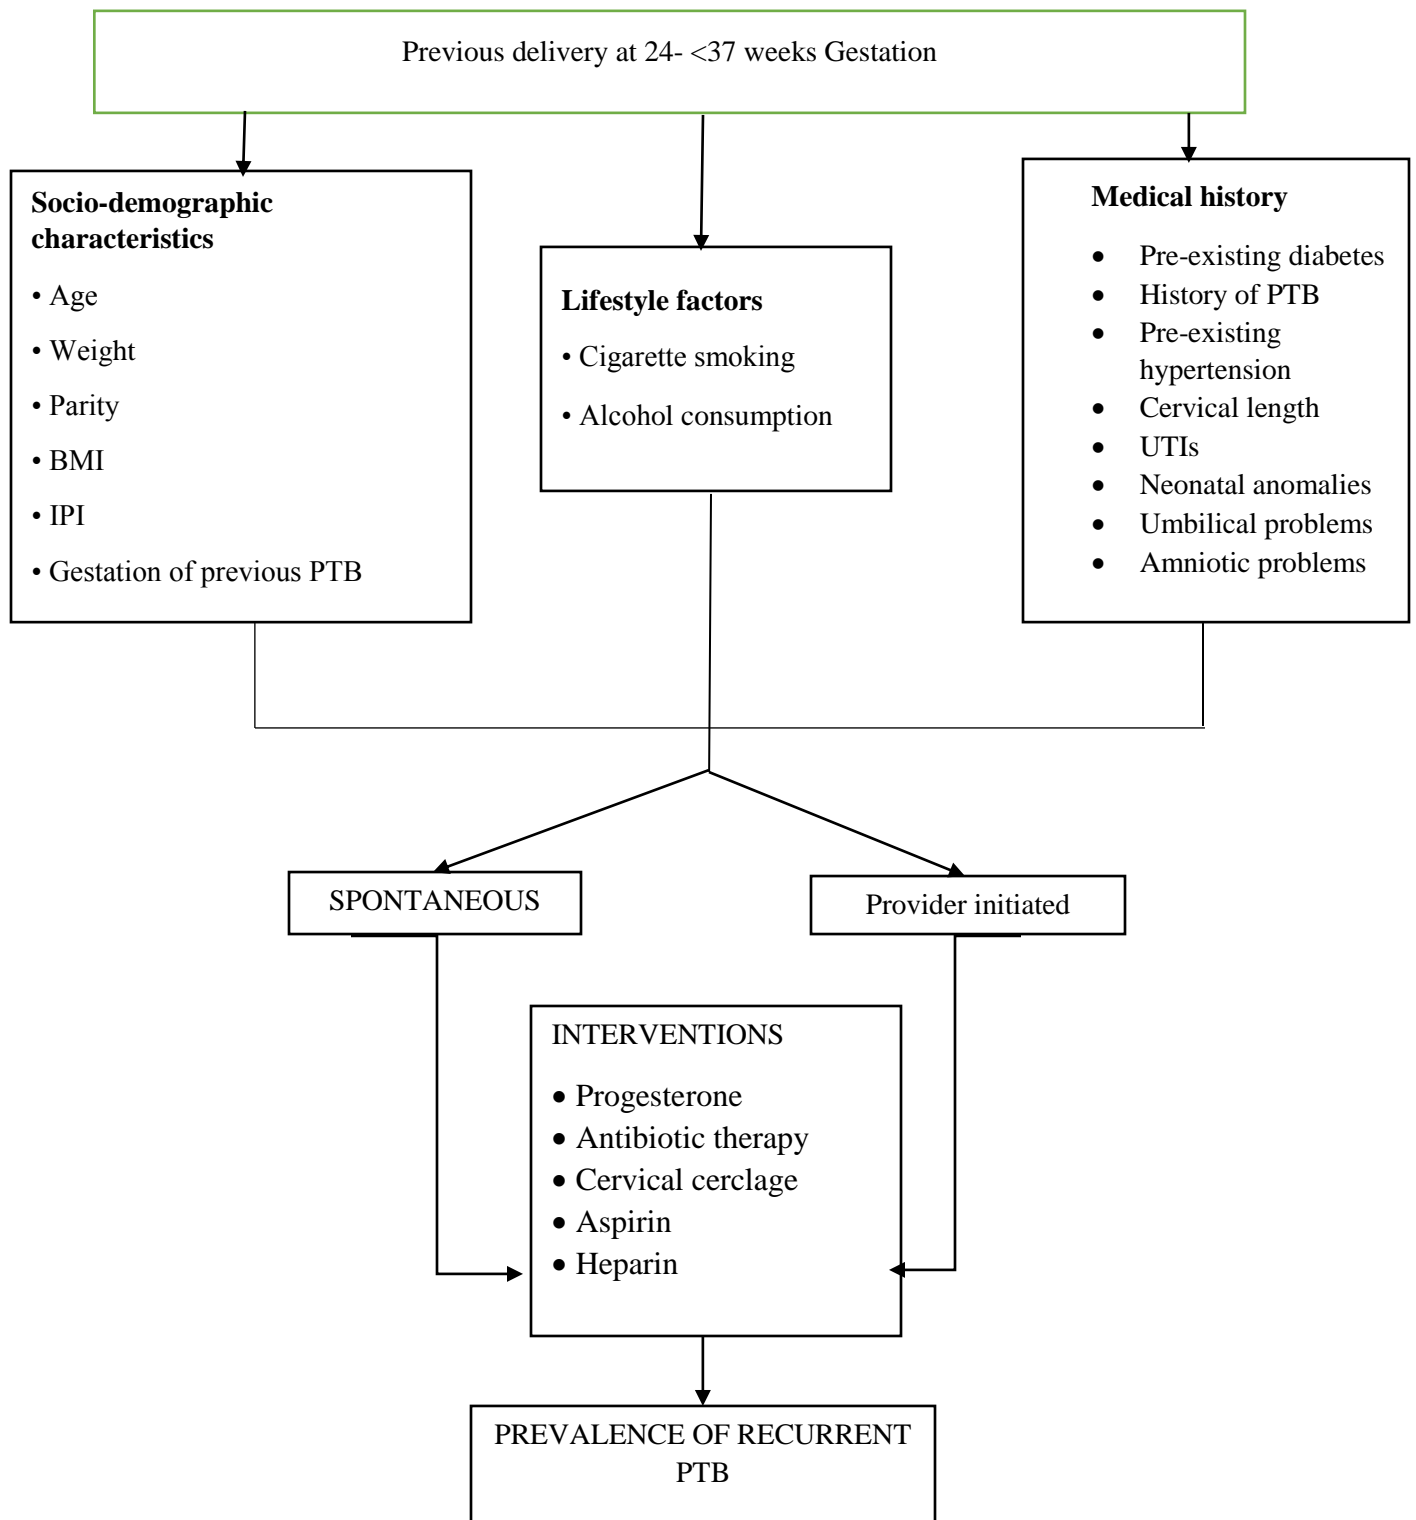 Previous delivery at 24- <37 weeks Gestation
Socio-demographic
characteristics
• Age
• Weight
• Parity
• BMI
• IPI
• Gestation of previous PTB
Lifestyle factors
• Cigarette smoking
• Alcohol consumption
Medical history
• Pre-existing diabetes
• History of PTB
• Pre-existing
hypertension
• Cervical length
• UTIs
• Neonatal anomalies
• Umbilical problems
• Amniotic problems
SPONTANEOUS
Provider initiated
INTERVENTIONS
• Progesterone
• Antibiotic therapy
• Cervical cerclage
• Aspirin
• Heparin
PREVALENCE OF RECURRENT
PTB